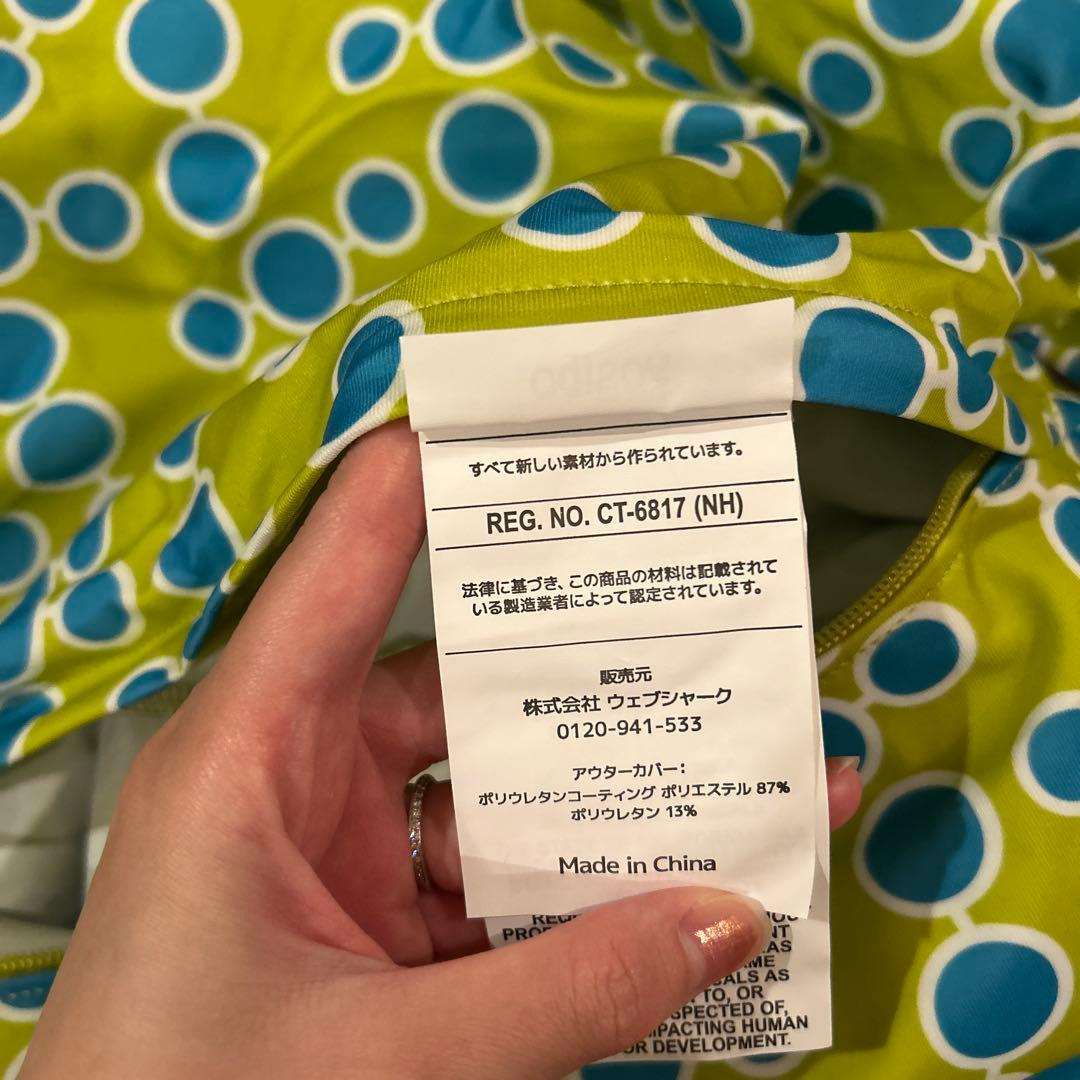 yogibo
すべて新しい素材から作られています。
REG. NO. CT-6817 (NH)
法律に基づき、この商品の材料は記載されて
いる製造業者によって認定されています。
販売元
株式会社 ウェブシャーク
0120-941-533
アウターカバー:
ポリウレタンコーティング ポリエステル 87%
ポリウレタン 13%
Made in China
TO, OR
HUMAN
DEVELOPMENT.